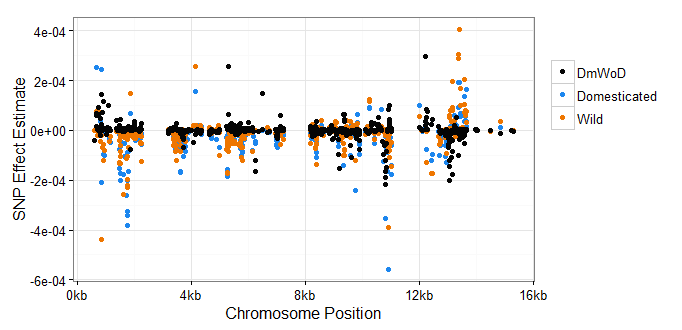 4e-04
2e-04
0e+00
-2e-04
-4e-04
-6e-04
SNP Effect Estimate
0kb
4kb
8kb
12kb
16kb
Chromosome Position
DmWoD
Domesticated
Wild